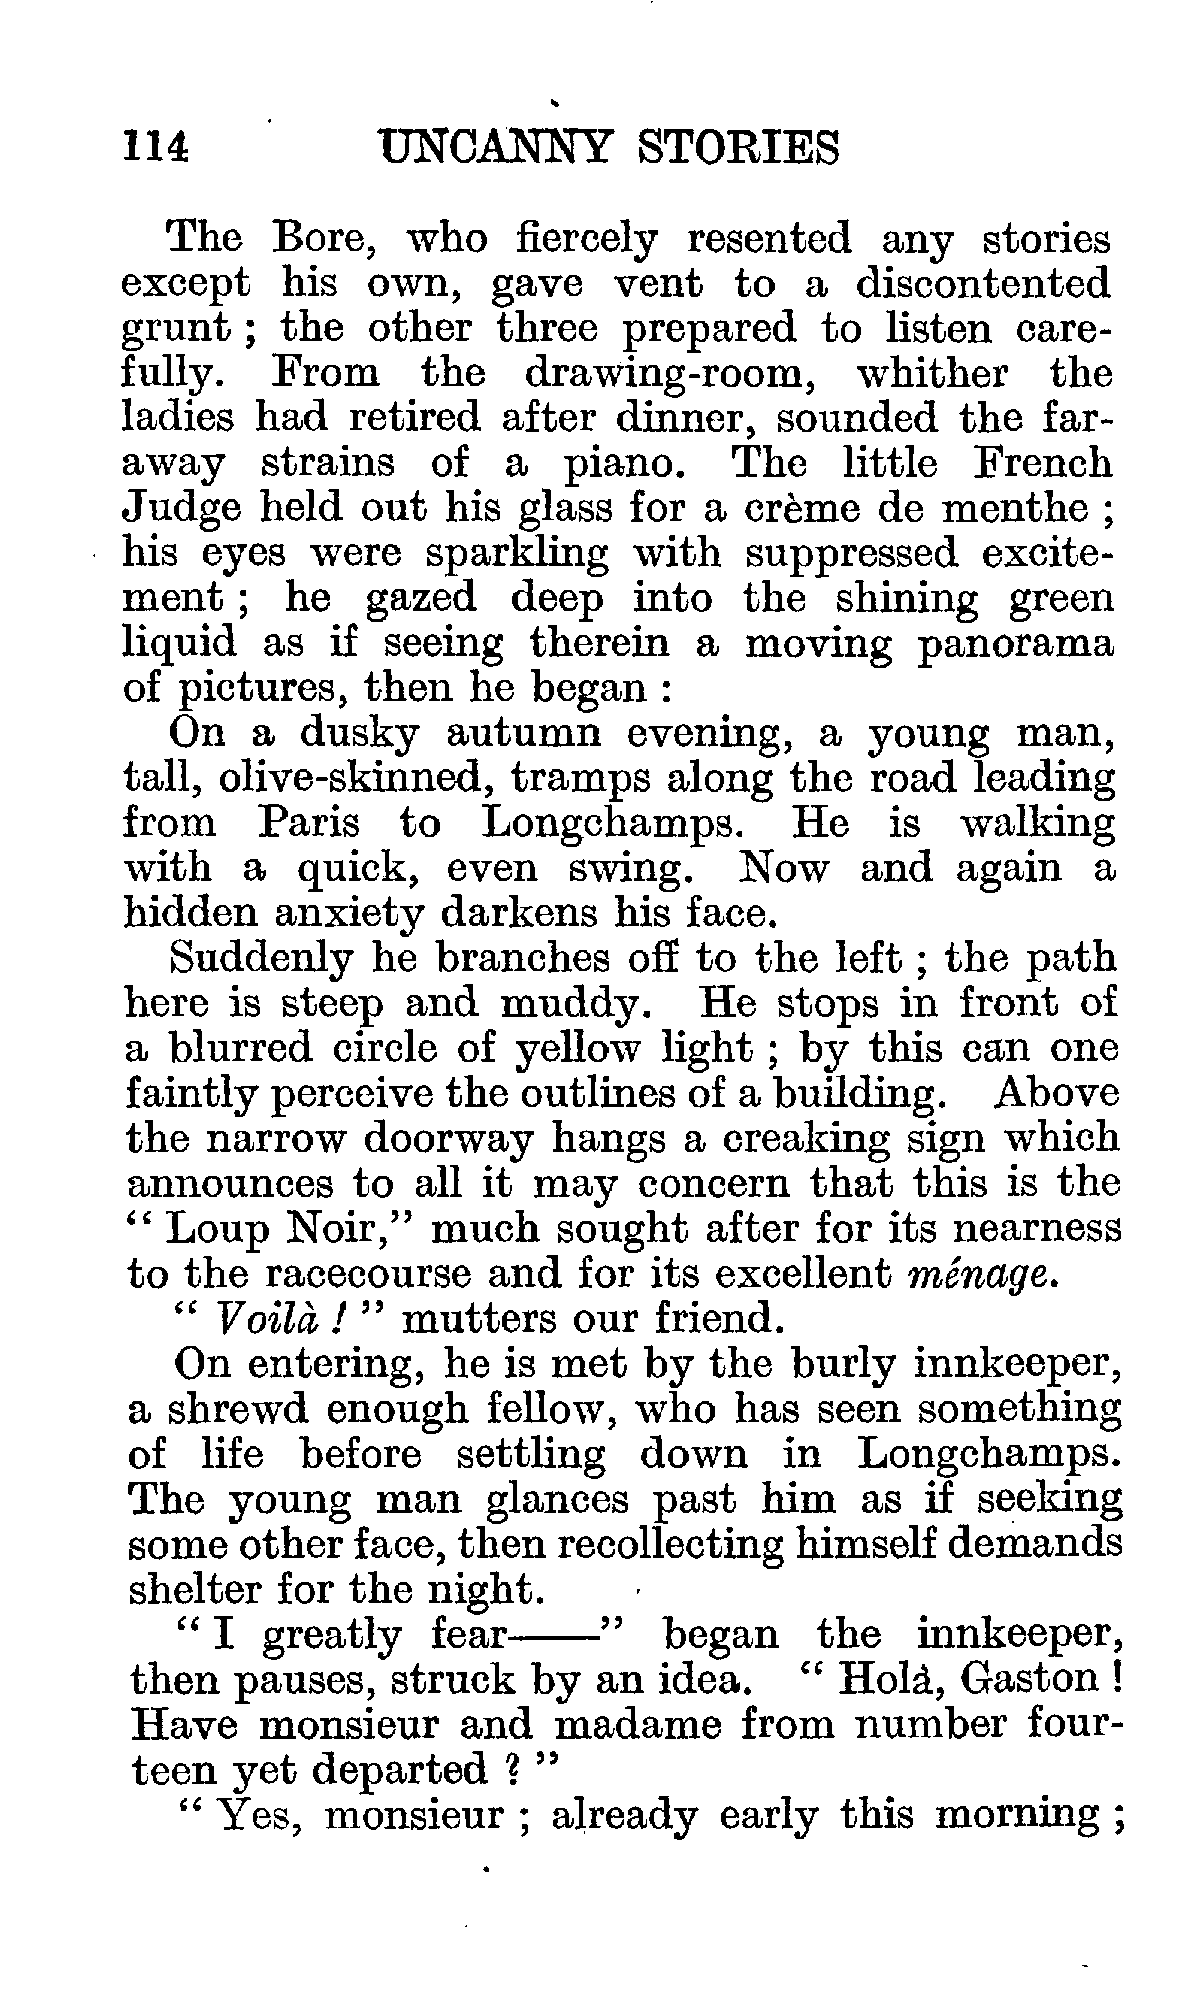 114 UNCANNY STORIES
The Bore, who fiercely resented any stories
except his own, gave vent to a discontented
grunt ; the other three prepared to listen care-
fully. From the drawing-room, whither the
ladies had retired after dinner, sounded the far-
away strains of a piano. The little French
Judge held out his glass for a crème de menthe ;
his eyes were sparkling with suppressed excite-
ment ; he gazed deep into the shining green
liquid as if seeing therein a moving panorama
of pictures, then he began :
On a dusky autumn evening, a young man,
tall, olive-skinned, tramps along the road leading
from Paris to Longchamps. He is walking
with a quick, even swing. Now and again a
hidden anxiety darkens his face.
Suddenly he branches off to the left ; the path
here is steep and muddy. He stops in front of
a blurred circle of yellow light ; by this can one
faintly perceive the outlines of a building. Above
the narrow doorway hangs a creaking sign which
announces to all it may concern that this is the
“ Loup Noir,” much sought after for its nearness
to the racecourse and for its excellent ménage.
“ Voilà ! ” mutters our friend.
On entering, he is met by the burly innkeeper,
a shrewd enough fellow, who has seen something
of life before settling down in Longchamps.
The young man glances past him as if seeking
some other face, then recollecting himself demands
shelter for the night.
“ I greatly fear——” began the innkeeper,
then pauses, struck by an idea. “ Holà, Gaston !
Have monsieur and madame from number four-
teen yet departed ? ”
“ Yes, monsieur ; already early this morning ;